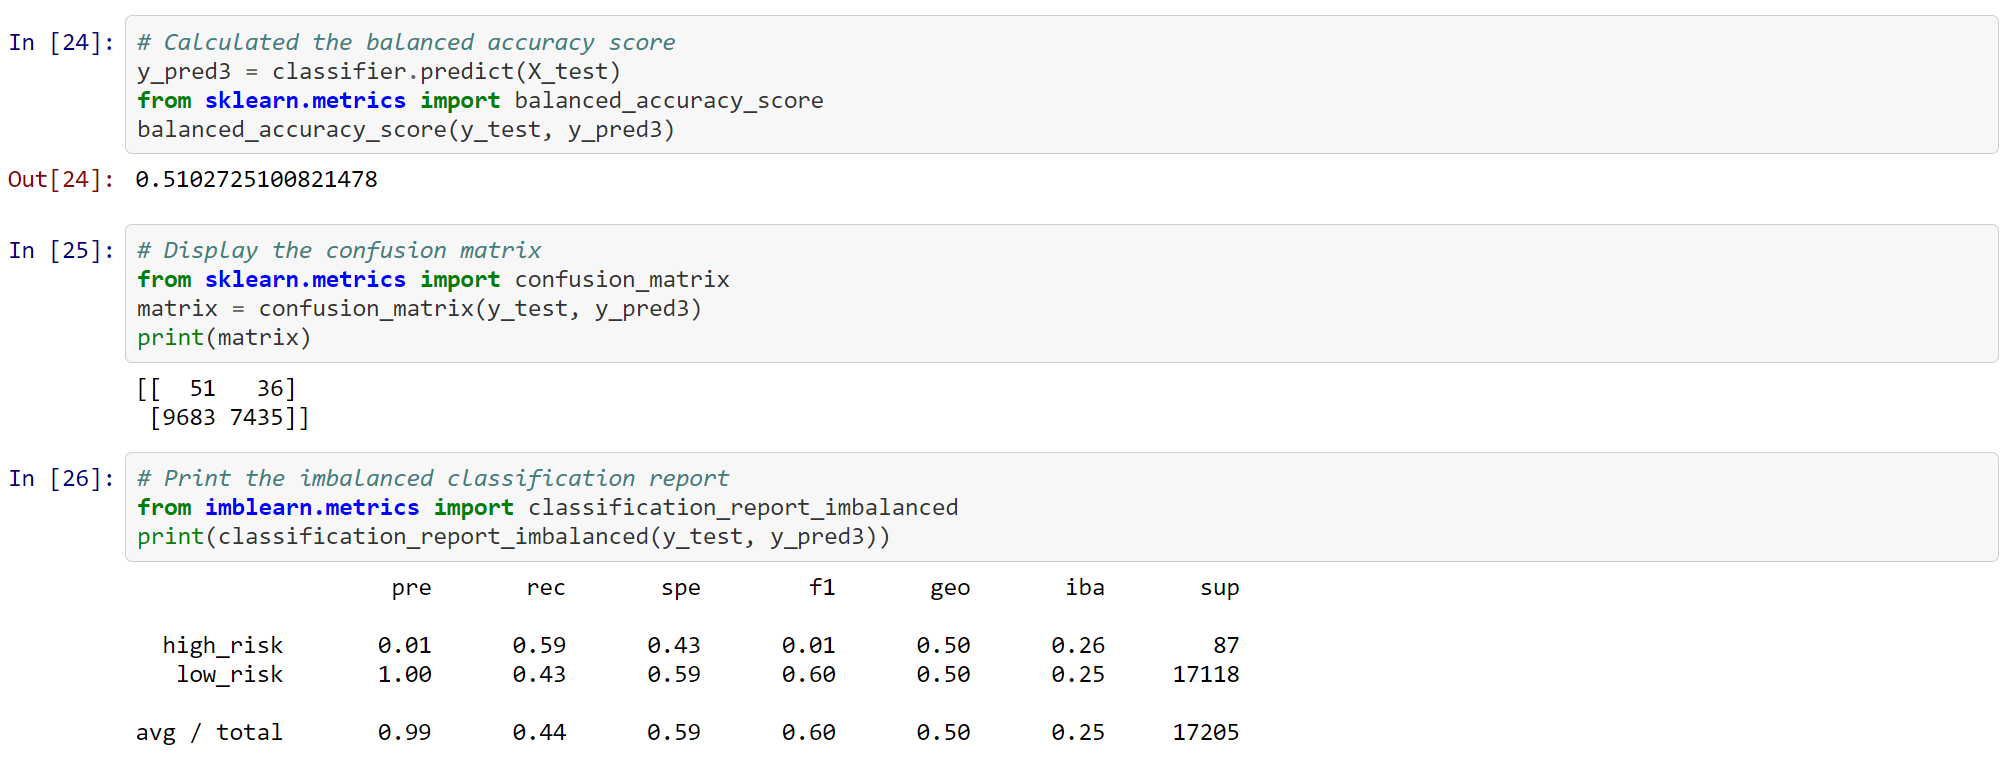 In [24]: # Calculated the balanced accuracy score
y_pred3 = classifier.predict(X_test)
from sklearn.metrics import balanced_accuracy_score
balanced_accuracy_score(y_test, y_pred3)
Out[24]: 0.5102725100821478
In [25]: # Display the confusion matrix
from sklearn.metrics import confusion_matrix
matrix = confusion_matrix(y_test, y_pred3)
print(matrix)
[[  51   36]
 [9683 7435]]
In [26]: # Print the imbalanced classification report
from imblearn.metrics import classification_report_imbalanced
print(classification_report_imbalanced(y_test, y_pred3))
pre rec spe f1 geo iba sup
high_risk 0.01 0.59 0.43 0.01 0.50 0.26 87
low_risk 1.00 0.43 0.59 0.60 0.50 0.25 17118
avg / total 0.99 0.44 0.59 0.60 0.50 0.25 17205